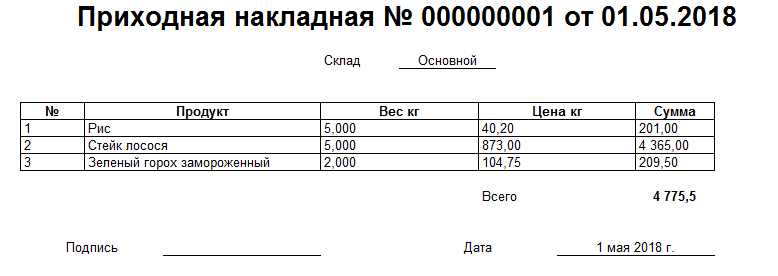 Приходная накладная № 000000001 от 01.05.2018
Склад Основной
№ Продукт Вес кг Цена кг Сумма
1 Рис 5,000 40,20 201,00
2 Стейк лосося 5,000 873,00 4 365,00
3 Зеленый горох замороженный 2,000 104,75 209,50
Всего 4 775,5
Подпись Дата 1 мая 2018 г.